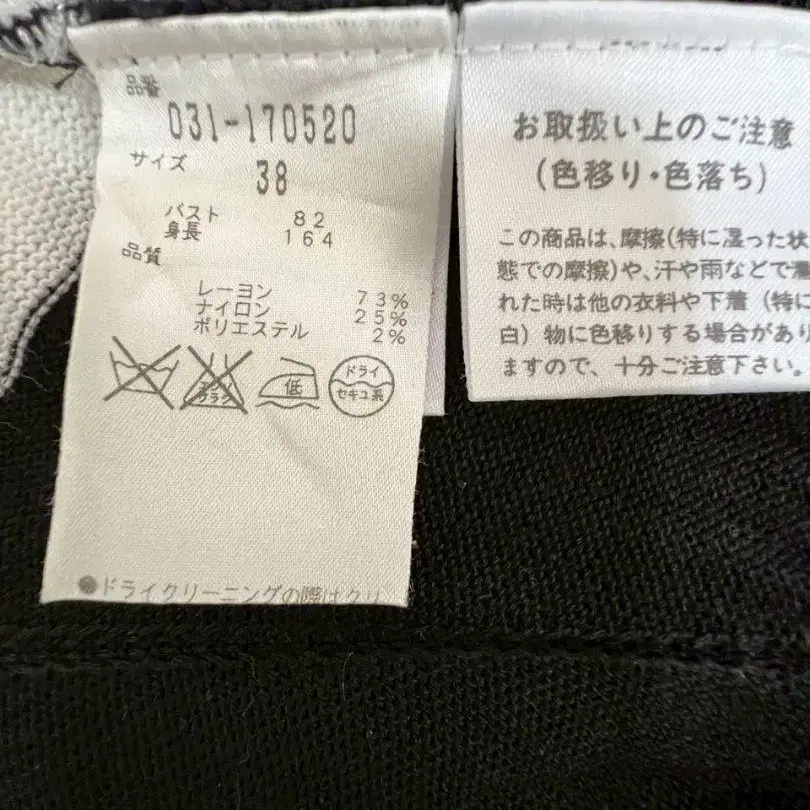 品番
031-170520
サイズ
38
バスト 82
身長 164
品質
レーヨン 73%
ナイロン 25%
ポリエステル 2%
低
ドライ
セキユ系
●ドライクリーニングの際はクリ
お取扱い上のご注意
(色移り・色落ち)
この商品は、摩擦(特に湿った状
態での摩擦)や、汗や雨などで濡
れた時は他の衣料や下着(特に
白)物に色移りする場合があり
ますので、十分ご注意下さい。